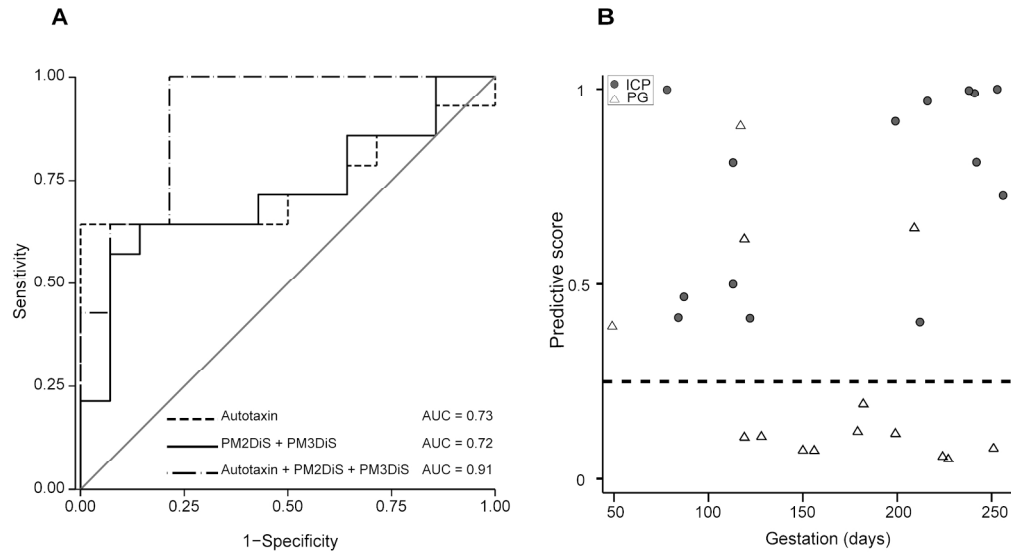 A
1.00
0.75
0.50
0.25
0.00
Senstivity
Autotaxin AUC = 0.73
PM2DiS + PM3DiS AUC = 0.72
Autotaxin + PM2DiS + PM3DiS AUC = 0.91
0.00 0.25 0.50 0.75 1.00
1−Specificity
B
ICP
PG
1
0.5
0
Predictive score
50 100 150 200 250
Gestation (days)